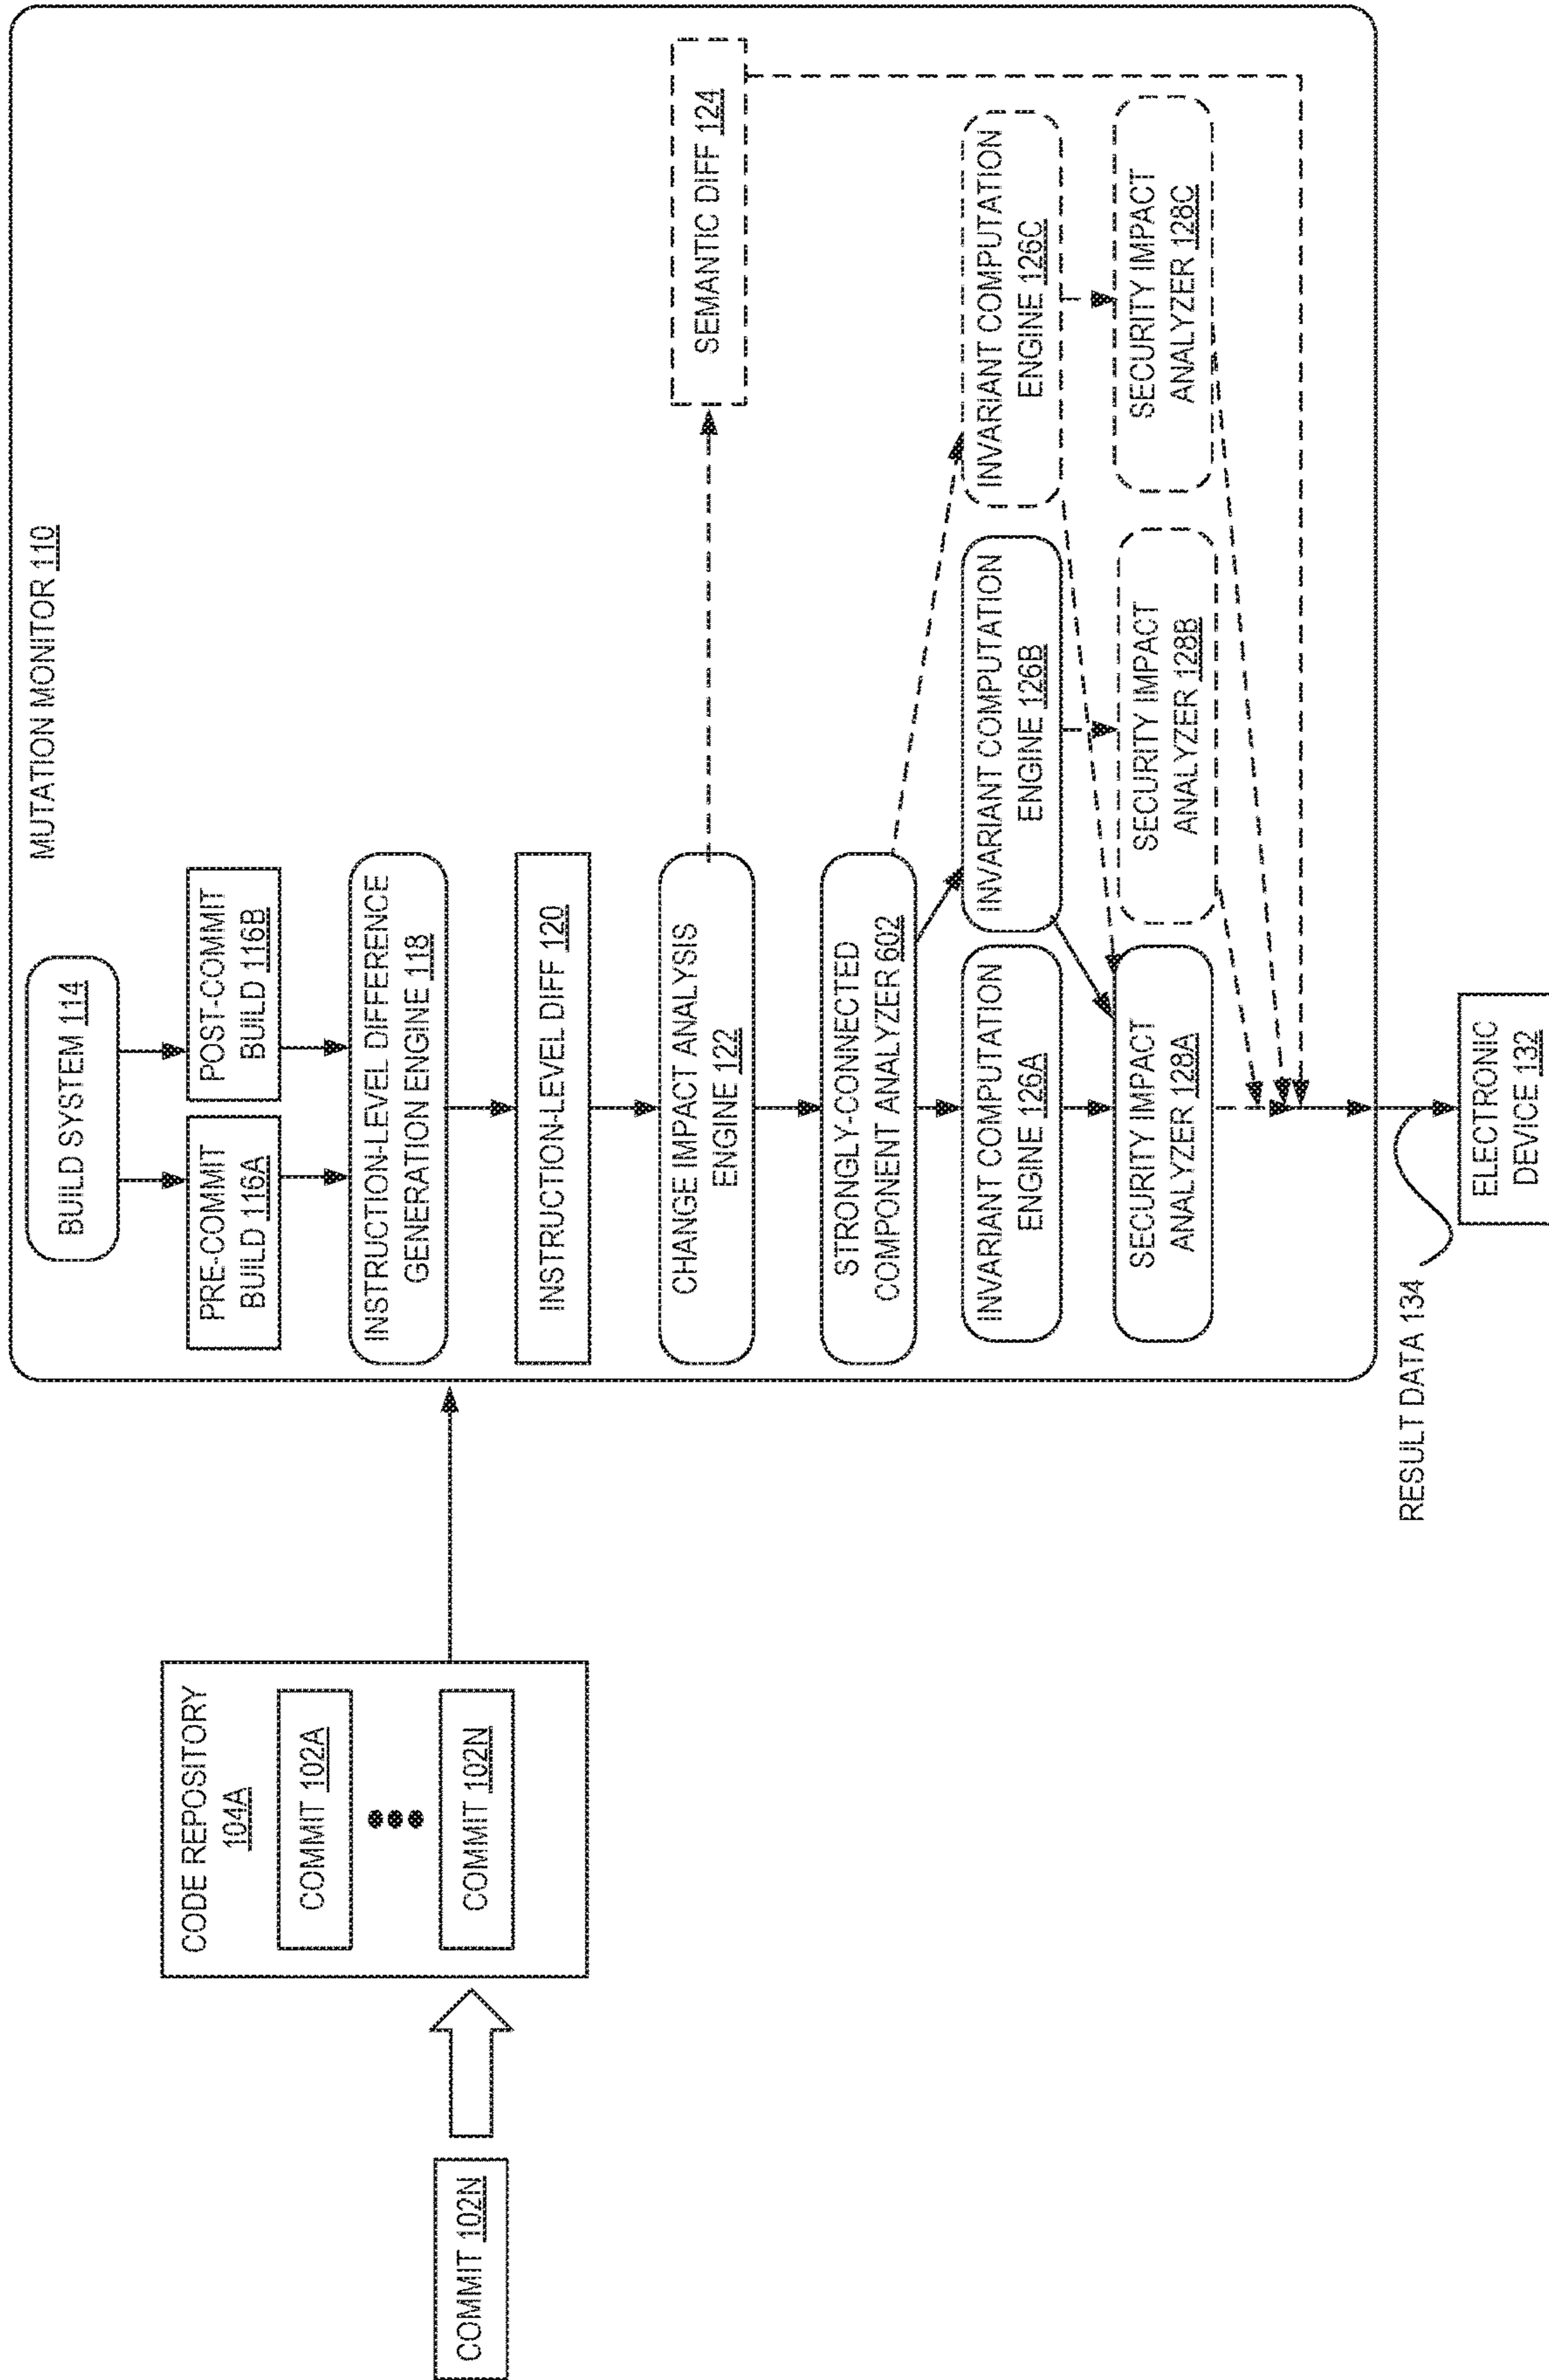 COMMIT 102N
CODE REPOSITORY
104A
COMMIT 102A
COMMIT 102N
MUTATION MONITOR 110
BUILD SYSTEM 114
PRE-COMMIT
BUILD 116A
POST-COMMIT
BUILD 116B
INSTRUCTION-LEVEL DIFFERENCE
GENERATION ENGINE 118
INSTRUCTION-LEVEL DIFF 120
CHANGE IMPACT ANALYSIS
ENGINE 122
SEMANTIC DIFF 124
STRONGLY-CONNECTED
COMPONENT ANALYZER 602
INVARIANT COMPUTATION
ENGINE 126A
INVARIANT COMPUTATION
ENGINE 126B
INVARIANT COMPUTATION
ENGINE 126C
SECURITY IMPACT
ANALYZER 128A
SECURITY IMPACT
ANALYZER 128B
SECURITY IMPACT
ANALYZER 128C
RESULT DATA 134
ELECTRONIC
DEVICE 132